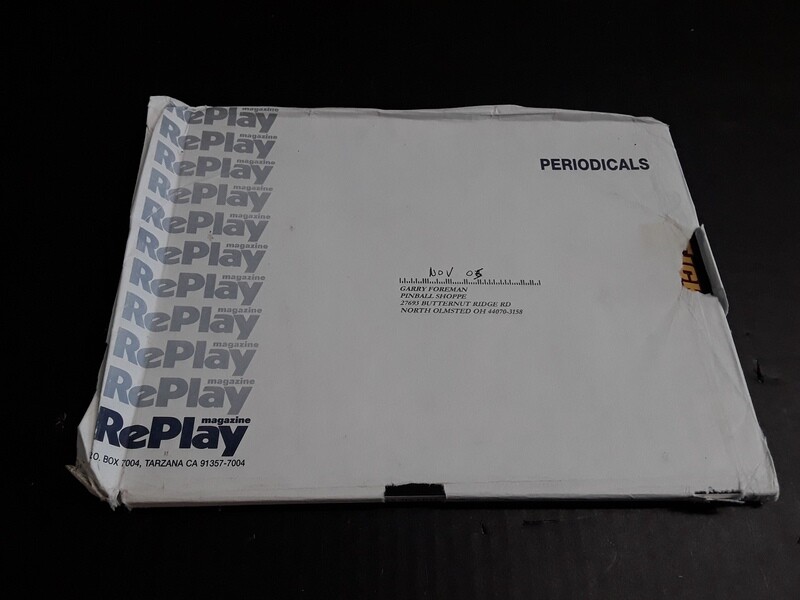 RePlay magazine
RePlay magazine
RePlay magazine
RePlay magazine
RePlay magazine
RePlay magazine
RePlay magazine
RePlay magazine
RePlay magazine
RePlay magazine
RePlay magazine
P.O. BOX 7004, TARZANA CA 91357-7004
PERIODICALS
NOV 05
GARRY FOREMAN
PINBALL SHOPPE
27693 BUTTERNUT RIDGE RD
NORTH OLMSTED OH 44070-3158